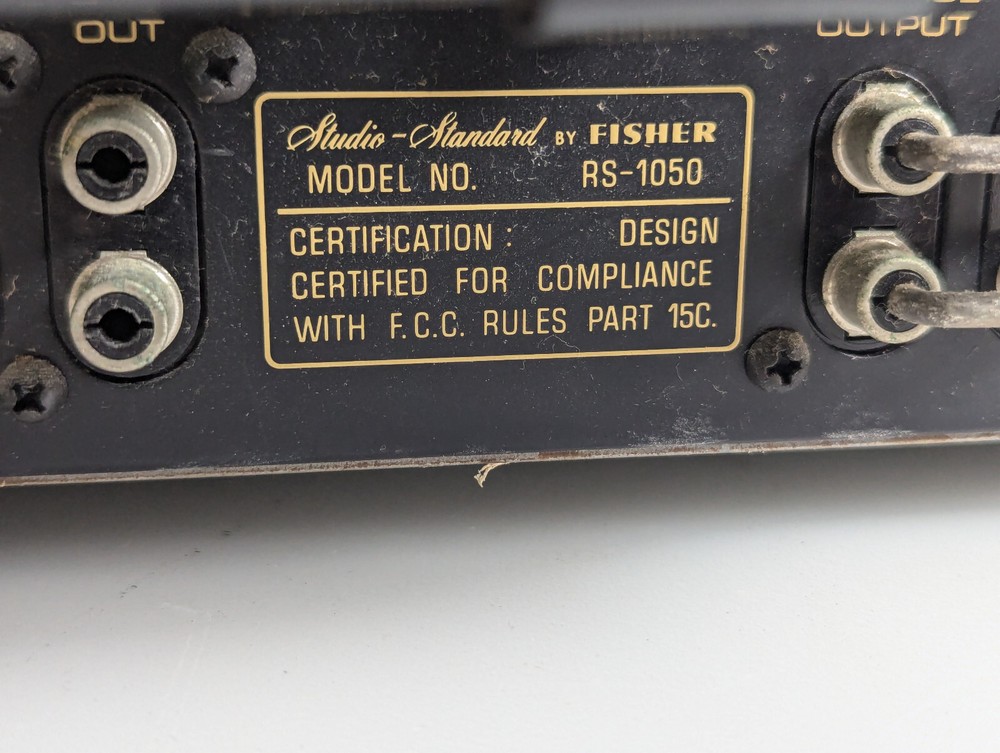 OUT
OUTPUT
Studio-Standard BY FISHER
MODEL NO. RS-1050
CERTIFICATION: DESIGN
CERTIFIED FOR COMPLIANCE
WITH F.C.C. RULES PART 15C.